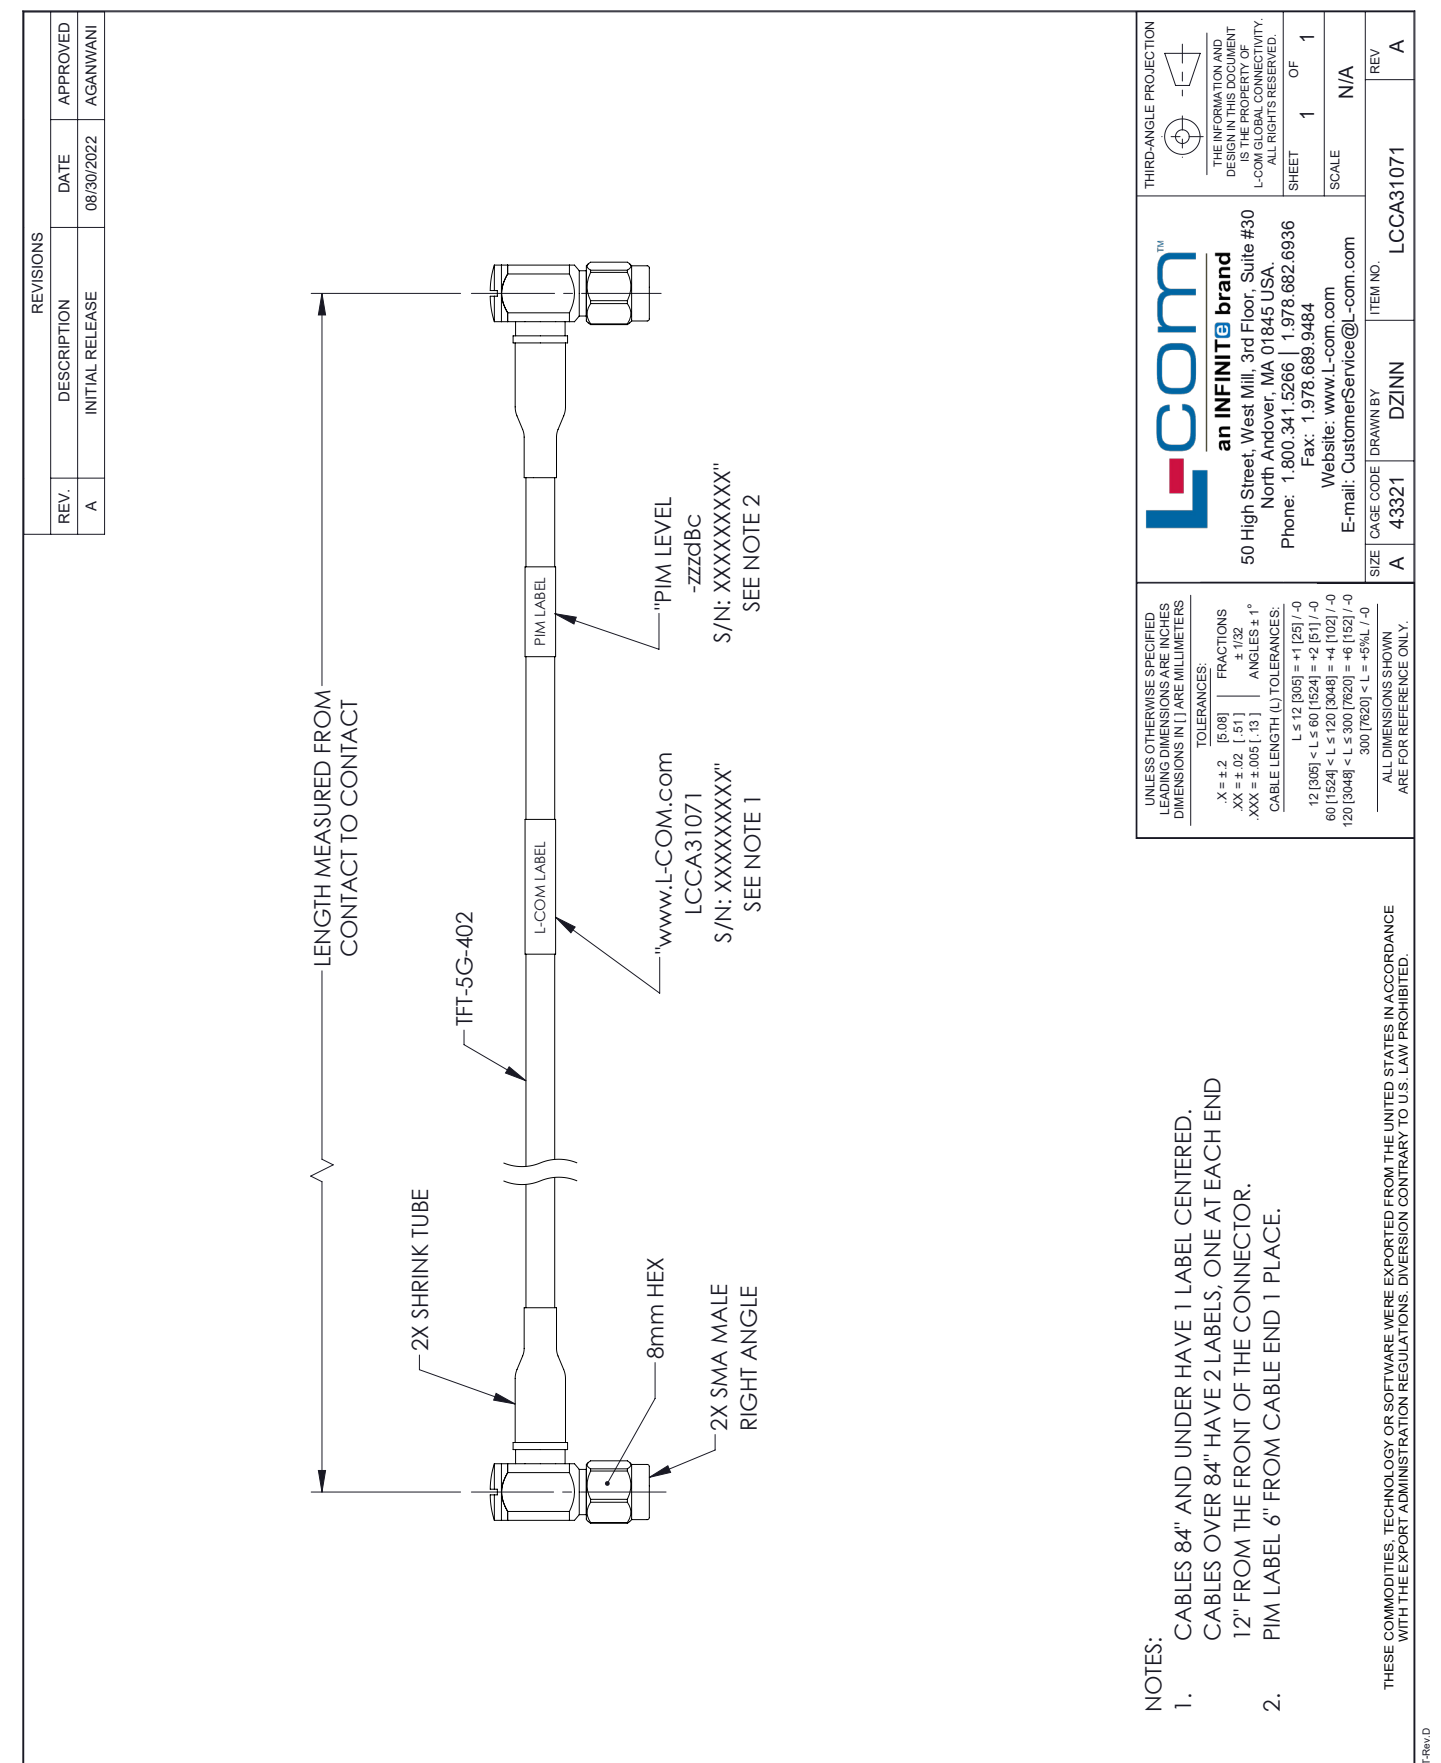 REVISIONS
REV. DESCRIPTION DATE APPROVED
A INITIAL RELEASE 08/30/2022 AGANWANI
LENGTH MEASURED FROM
CONTACT TO CONTACT
2X SHRINK TUBE
TFT-5G-402
L-COM LABEL
PIM LABEL
8mm HEX
2X SMA MALE
RIGHT ANGLE
"www.L-COM.com
LCCA31071
S/N: XXXXXXXX"
SEE NOTE 1
"PIM LEVEL
-zzzdBc
S/N: XXXXXXXX"
SEE NOTE 2
NOTES:
1. CABLES 84" AND UNDER HAVE 1 LABEL CENTERED.
CABLES OVER 84" HAVE 2 LABELS, ONE AT EACH END
12" FROM THE FRONT OF THE CONNECTOR.
2. PIM LABEL 6" FROM CABLE END 1 PLACE.
THESE COMMODITIES, TECHNOLOGY OR SOFTWARE WERE EXPORTED FROM THE UNITED STATES IN ACCORDANCE
WITH THE EXPORT ADMINISTRATION REGULATIONS. DIVERSION CONTRARY TO U.S. LAW PROHIBITED.
UNLESS OTHERWISE SPECIFIED
LEADING DIMENSIONS ARE INCHES
DIMENSIONS IN [ ] ARE MILLIMETERS
TOLERANCES:
.X = ±.2 [5.08] FRACTIONS
.XX = ±.02 [.51] ± 1/32
.XXX = ±.005 [.13] ANGLES ± 1°
CABLE LENGTH (L) TOLERANCES:
L ≤ 12 [305] = +1 [25] / -0
12 [305] < L ≤ 60 [1524] = +2 [51] / -0
60 [1524] < L ≤ 120 [3048] = +4 [102] / -0
120 [3048] < L ≤ 300 [7620] = +6 [152] / -0
300 [7620] < L = +5%L / -0
ALL DIMENSIONS SHOWN
ARE FOR REFERENCE ONLY.
L-com™
an INFINITe brand
50 High Street, West Mill, 3rd Floor, Suite #30
North Andover, MA 01845 USA.
Phone: 1.800.341.5266 | 1.978.682.6936
Fax: 1.978.689.9484
Website: www.L-com.com
E-mail: CustomerService@L-com.com
THIRD-ANGLE PROJECTION
THE INFORMATION AND
DESIGN IN THIS DOCUMENT
IS THE PROPERTY OF
L-COM GLOBAL CONNECTIVITY.
ALL RIGHTS RESERVED.
SHEET 1 OF 1
SCALE N/A
SIZE A
CAGE CODE 43321
DRAWN BY DZINN
ITEM NO. LCCA31071
REV A
T-Rev.D